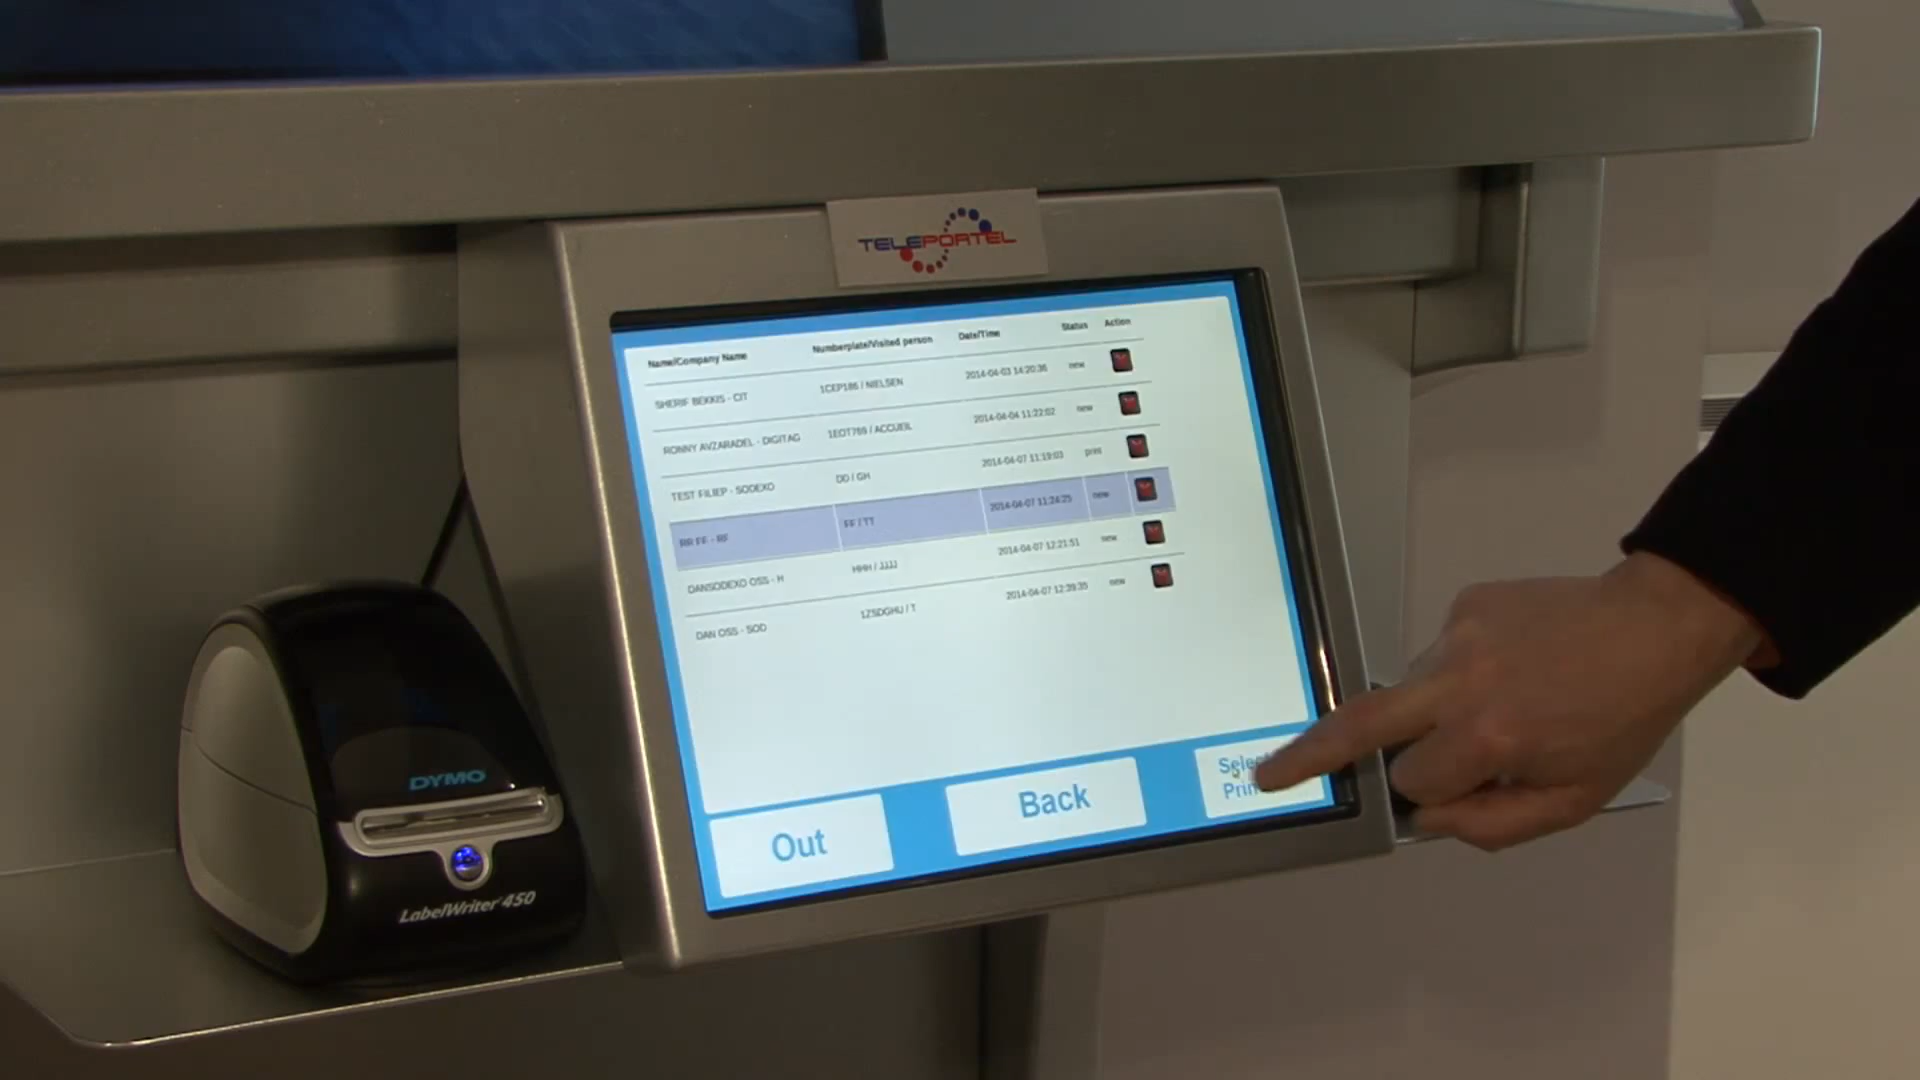 TELEPORTEL
Name/Company Name Numberplate/Visited person Date/Time Status Action
SHERIF BEKKIS - CIT 1CEP186 / NIELSEN 2014-04-03 14:20:36 new
RONNY AVZARADEL - DIGITAG 1EOT769 / ACCUEIL 2014-04-04 11:22:02 new
TEST FILIEP - SODEXO DD / GH 2014-04-07 11:19:03 print
RR FF - RF FF / TT 2014-04-07 11:24:25 new
DANSODEXO OSS - H HHH / JJJJ 2014-04-07 12:21:51 new
DAN OSS - SOD 1ZSDGHU / T 2014-04-07 12:39:35 new
Out Back
DYMO
LabelWriter 450